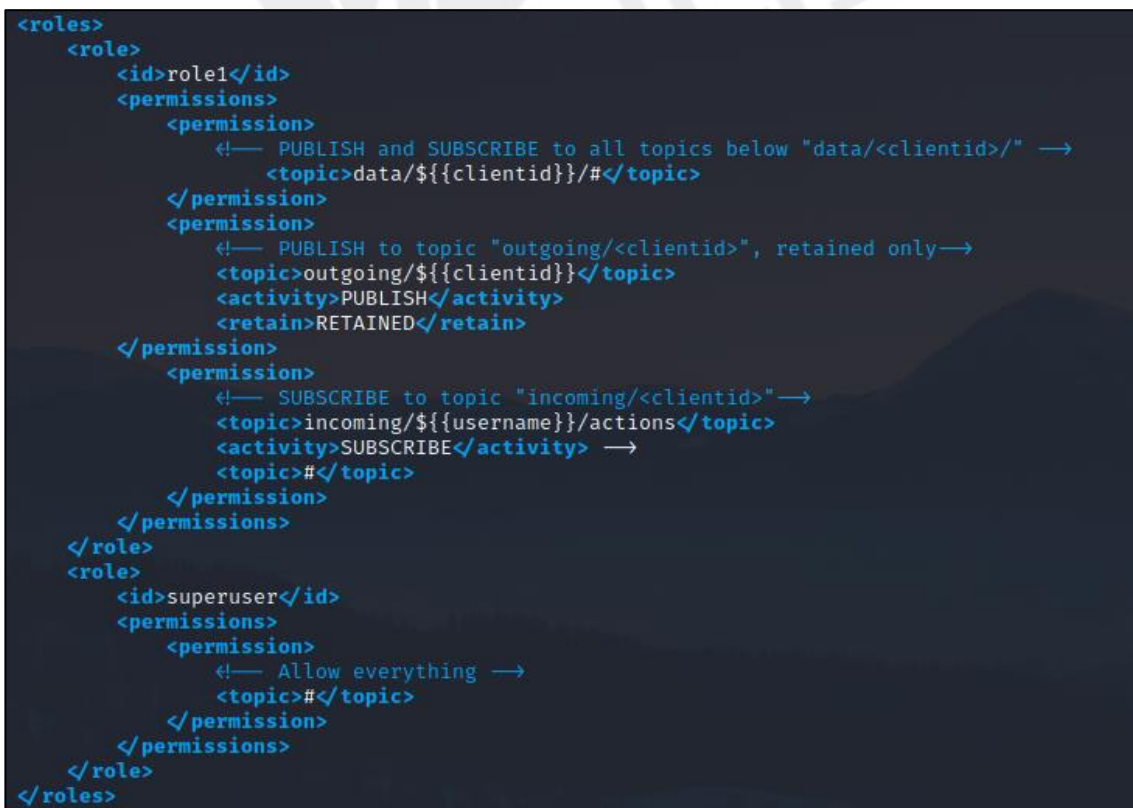 <roles>
<role>
<id>role1</id>
<permissions>
<permission>
<!-- PUBLISH and SUBSCRIBE to all topics below "data/<clientid>/" -->
<topic>data/${{clientid}}/#</topic>
</permission>
<permission>
<!-- PUBLISH to topic "outgoing/<clientid>", retained only-->
<topic>outgoing/${{clientid}}</topic>
<activity>PUBLISH</activity>
<retain>RETAINED</retain>
</permission>
<permission>
<!-- SUBSCRIBE to topic "incoming/<clientid>"-->
<topic>incoming/${{username}}/actions</topic>
<activity>SUBSCRIBE</activity> -->
<topic>#</topic>
</permission>
</permissions>
</role>
<role>
<id>superuser</id>
<permissions>
<permission>
<!-- Allow everything -->
<topic>#</topic>
</permission>
</permissions>
</role>
</roles>